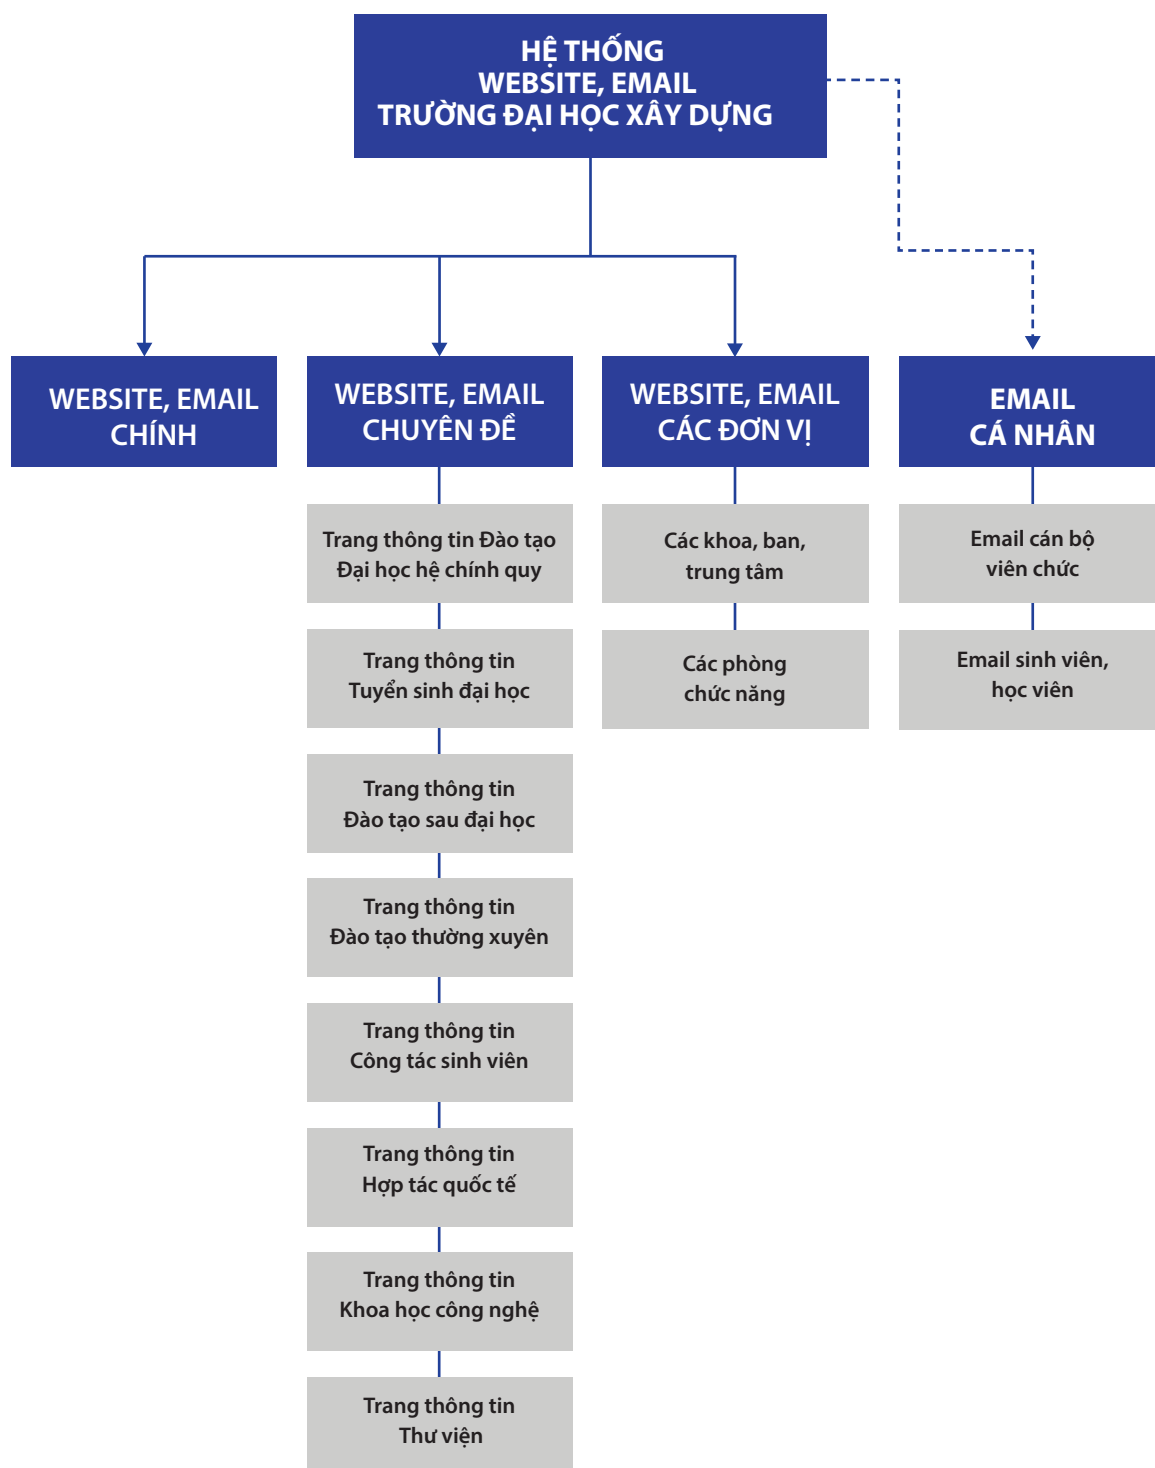 HỆ THỐNG
WEBSITE, EMAIL
TRƯỜNG ĐẠI HỌC XÂY DỰNG
WEBSITE, EMAIL
CHÍNH
WEBSITE, EMAIL
CHUYÊN ĐỀ
Trang thông tin Đào tạo
Đại học hệ chính quy
Trang thông tin
Tuyển sinh đại học
Trang thông tin
Đào tạo sau đại học
Trang thông tin
Đào tạo thường xuyên
Trang thông tin
Công tác sinh viên
Trang thông tin
Hợp tác quốc tế
Trang thông tin
Khoa học công nghệ
Trang thông tin
Thư viện
WEBSITE, EMAIL
CÁC ĐƠN VỊ
Các khoa, ban,
trung tâm
Các phòng
chức năng
EMAIL
CÁ NHÂN
Email cán bộ
viên chức
Email sinh viên,
học viên